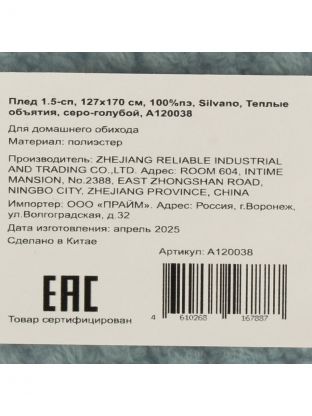 Плед 1.5-сп, 127х170 см, 100%пэ, Silvano, Теплые
объятия, серо-голубой, А120038
Для домашнего обихода
Материал: полиэстер
Производитель: ZHEJIANG RELIABLE INDUSTRIAL
AND TRADING CO.,LTD. Адрес: ROOM 604, INTIME
MANSION, No.2388, EAST ZHONGSHAN ROAD,
NINGBO CITY, ZHEJIANG PROVINCE, CHINA.
Импортер: ООО «ПРАЙМ». Адрес: Россия, г.Воронеж,
ул.Волгоградская, д.32
Дата изготовления: апрель 2025
Сделано в Китае
Артикул: А120038
EAC
Товар сертифицирован
4 610268 167887